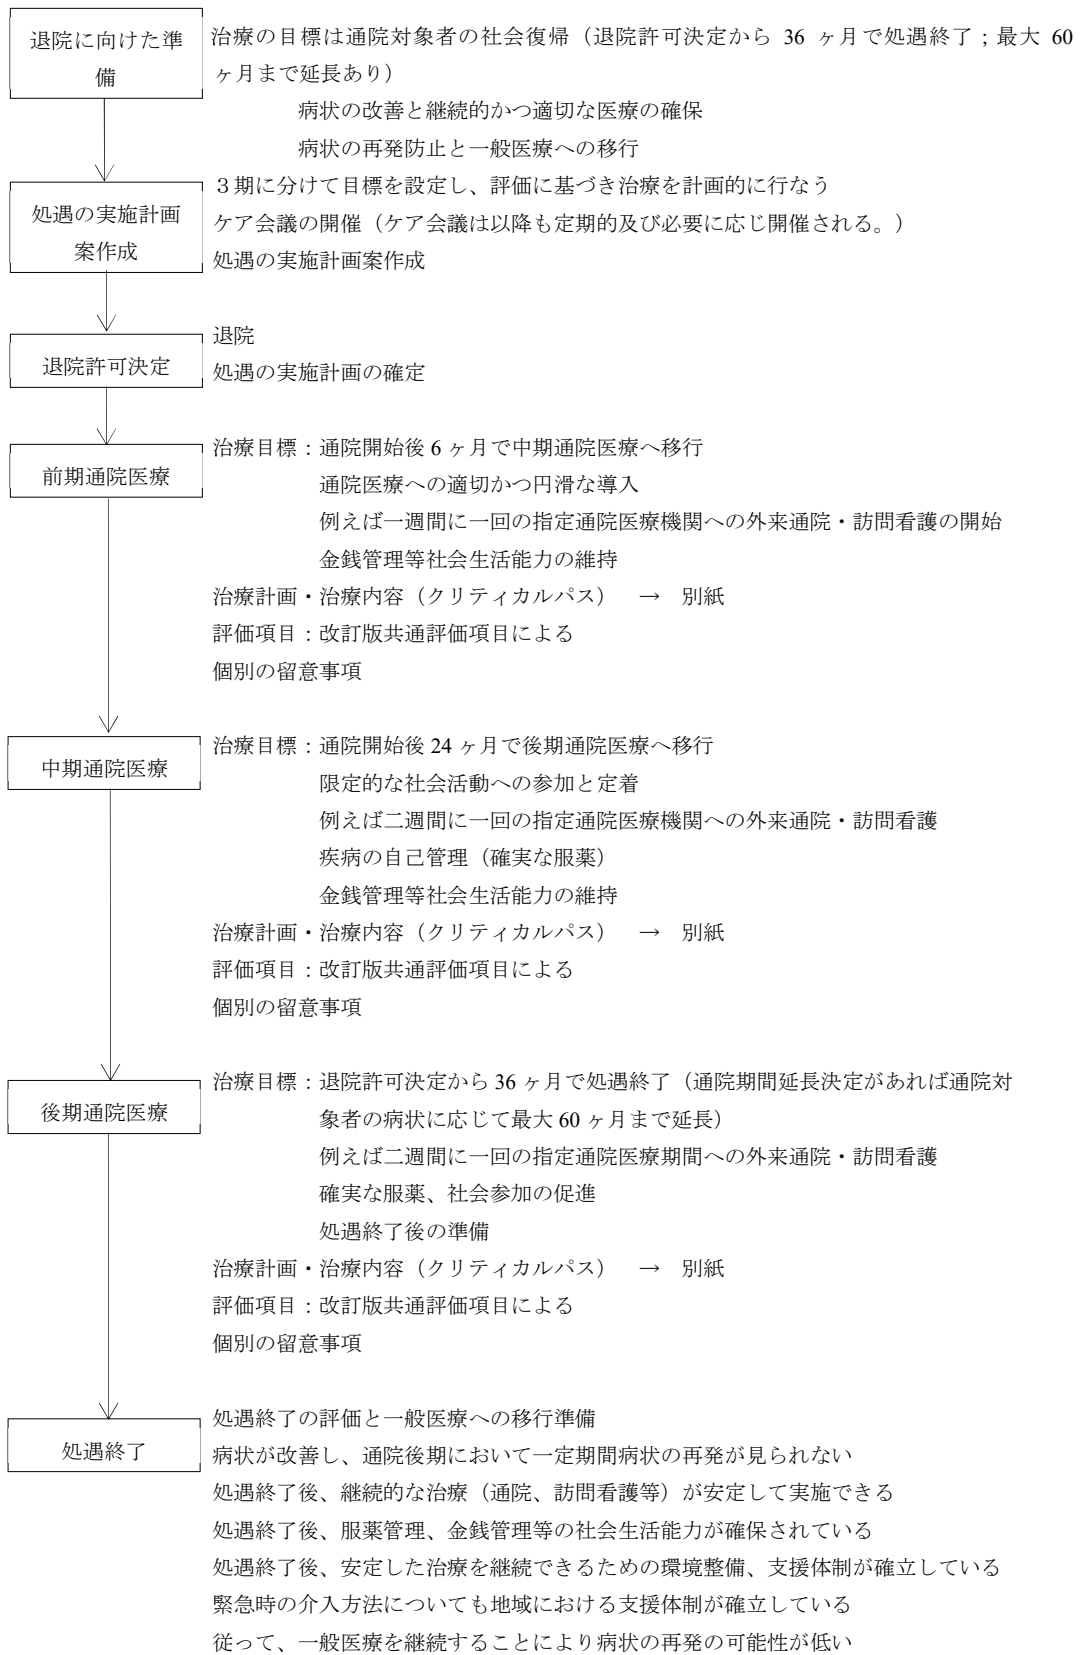 退院に向けた準
備
治療の目標は通院対象者の社会復帰（退院許可決定から 36 ヶ月で処遇終了；最大 60
ヶ月まで延長あり）
病状の改善と継続的かつ適切な医療の確保
病状の再発防止と一般医療への移行
処遇の実施計画
案作成
３期に分けて目標を設定し、評価に基づき治療を計画的に行なう
ケア会議の開催（ケア会議は以降も定期的及び必要に応じ開催される。）
処遇の実施計画案作成
退院許可決定
退院
処遇の実施計画の確定
前期通院医療
治療目標：通院開始後 6 ヶ月で中期通院医療へ移行
通院医療への適切かつ円滑な導入
例えば一週間に一回の指定通院医療機関への外来通院・訪問看護の開始
金銭管理等社会生活能力の維持
治療計画・治療内容（クリティカルパス）　→　別紙
評価項目：改訂版共通評価項目による
個別の留意事項
中期通院医療
治療目標：通院開始後 24 ヶ月で後期通院医療へ移行
限定的な社会活動への参加と定着
例えば二週間に一回の指定通院医療機関への外来通院・訪問看護
疾病の自己管理（確実な服薬）
金銭管理等社会生活能力の維持
治療計画・治療内容（クリティカルパス）　→　別紙
評価項目：改訂版共通評価項目による
個別の留意事項
後期通院医療
治療目標：退院許可決定から 36 ヶ月で処遇終了（通院期間延長決定があれば通院対
象者の病状に応じて最大 60 ヶ月まで延長）
例えば二週間に一回の指定通院医療期間への外来通院・訪問看護
確実な服薬、社会参加の促進
処遇終了後の準備
治療計画・治療内容（クリティカルパス）　→　別紙
評価項目：改訂版共通評価項目による
個別の留意事項
処遇終了
処遇終了の評価と一般医療への移行準備
病状が改善し、通院後期において一定期間病状の再発が見られない
処遇終了後、継続的な治療（通院、訪問看護等）が安定して実施できる
処遇終了後、服薬管理、金銭管理等の社会生活能力が確保されている
処遇終了後、安定した治療を継続できるための環境整備、支援体制が確立している
緊急時の介入方法についても地域における支援体制が確立している
従って、一般医療を継続することにより病状の再発の可能性が低い